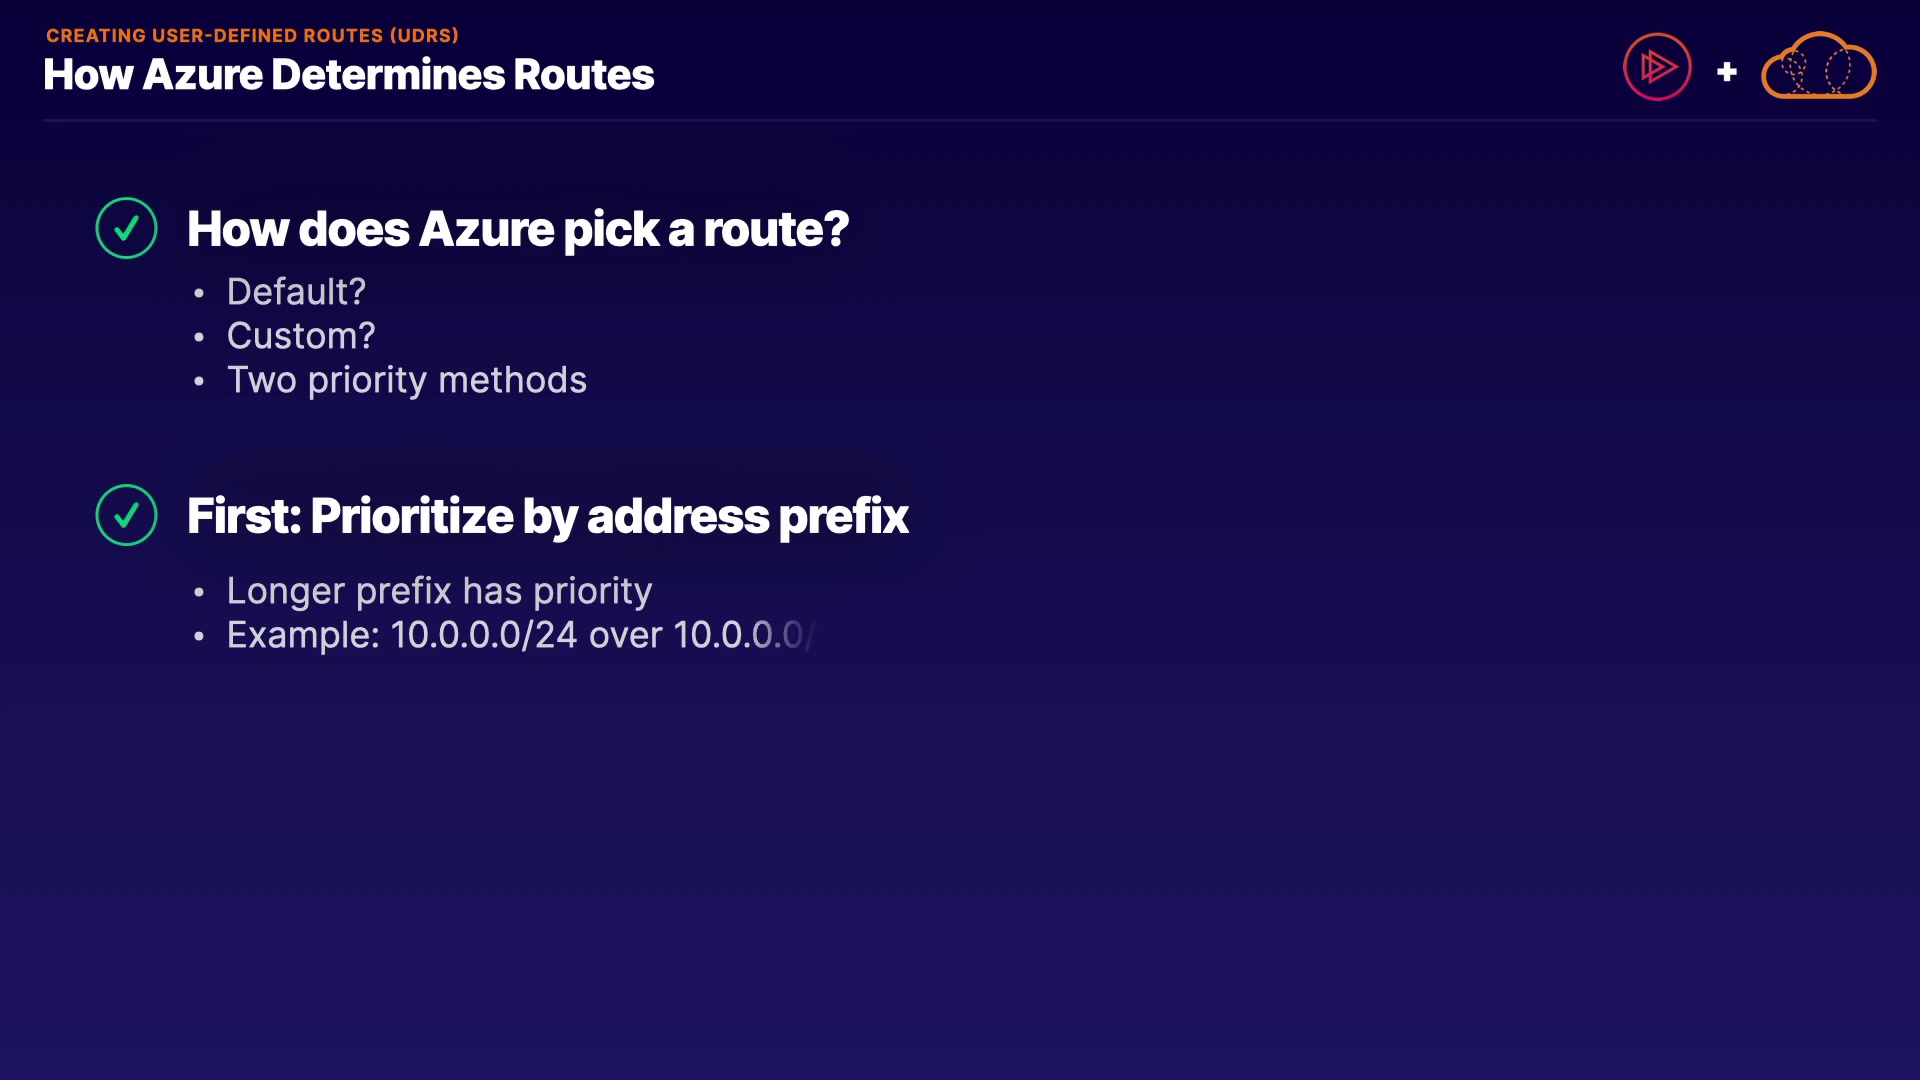 CREATING USER-DEFINED ROUTES (UDRS)
How Azure Determines Routes
+
How does Azure pick a route?
• Default?
• Custom?
• Two priority methods
First: Prioritize by address prefix
• Longer prefix has priority
• Example: 10.0.0.0/24 over 10.0.0.0/